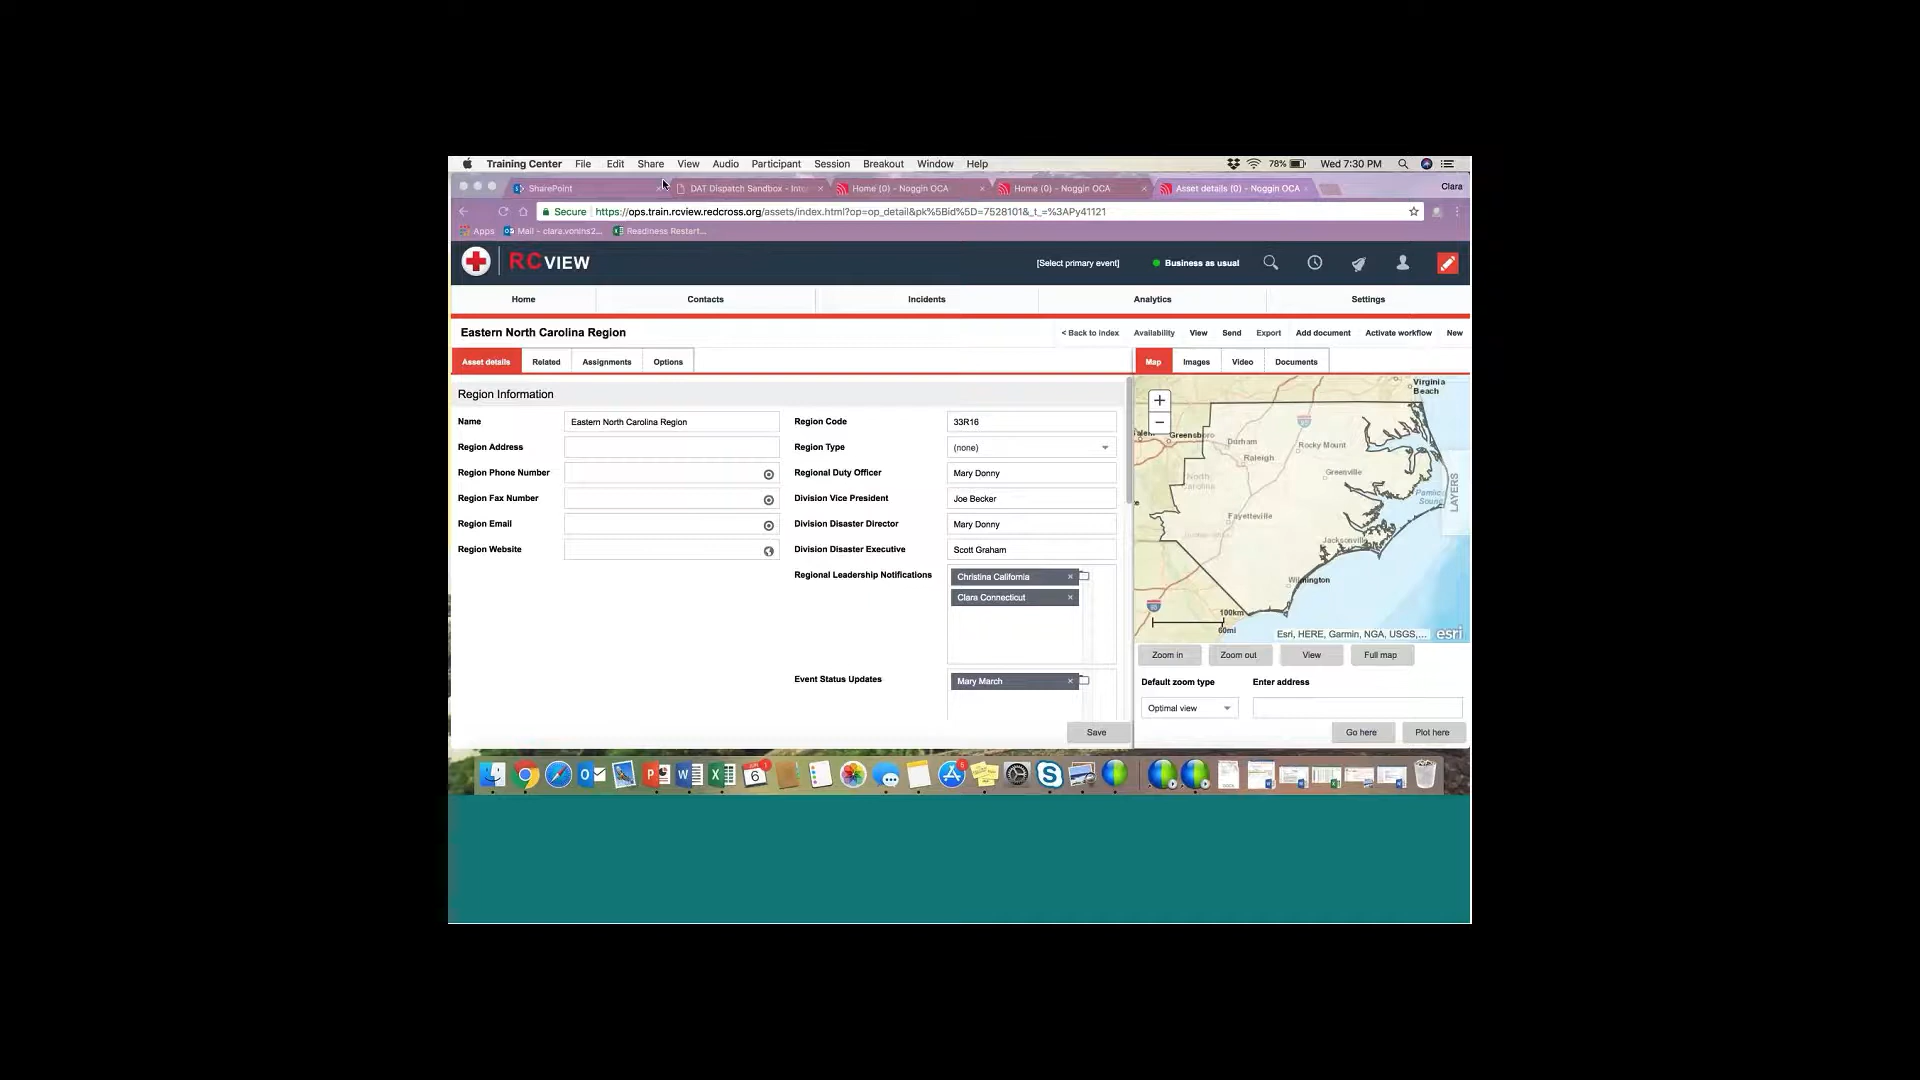 Training Center File Edit Share View Audio Participant Session Breakout Window Help 78% Wed 7:30 PM
SharePoint DAT Dispatch Sandbox - Inte Home (0) - Noggin OCA Home (0) - Noggin OCA Asset details (0) - Noggin OCA Clara
Secure https://ops.train.rcview.redcross.org/assets/index.html?op=op_detail&pk%5Bid%5D=7528101&_t_=%3APy41121
Apps Mail - clara.vonins2... Readiness Restart...
RCVIEW [Select primary event] Business as usual
Home Contacts Incidents Analytics Settings
Eastern North Carolina Region < Back to index Availability View Send Export Add document Activate workflow New
Asset details Related Assignments Options Map Images Video Documents
Region Information
Name Eastern North Carolina Region Region Code 33R16
Region Address Region Type (none)
Region Phone Number Regional Duty Officer Mary Donny
Region Fax Number Division Vice President Joe Becker
Region Email Division Disaster Director Mary Donny
Region Website Division Disaster Executive Scott Graham
Regional Leadership Notifications Christina California ×
Clara Connecticut ×
Event Status Updates Mary March ×
Save
+
−
Virginia
Beach
Greensboro
Durham
Rocky Mount
Raleigh
Greenville
North
Carolina
Pamlic
Sound
Fayetteville
Jacksonville
Wilmington
100km
60mi
Esri, HERE, Garmin, NGA, USGS,... esri
LAYERS
Zoom in Zoom out View Full map
Default zoom type Enter address
Optimal view
Go here Plot here